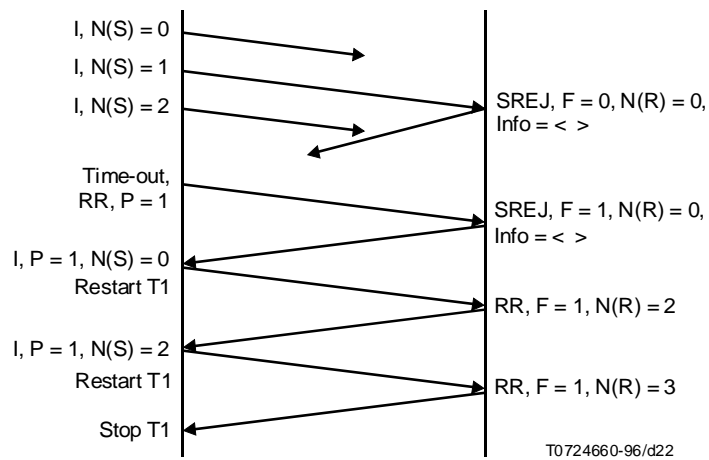 I, N(S) = 0
I, N(S) = 1
I, N(S) = 2
SREJ, F = 0, N(R) = 0,
Info = < >
Time-out,
RR, P = 1
SREJ, F = 1, N(R) = 0,
Info = < >
I, P = 1, N(S) = 0
Restart T1
RR, F = 1, N(R) = 2
I, P = 1, N(S) = 2
Restart T1
RR, F = 1, N(R) = 3
Stop T1
T0724660-96/d22